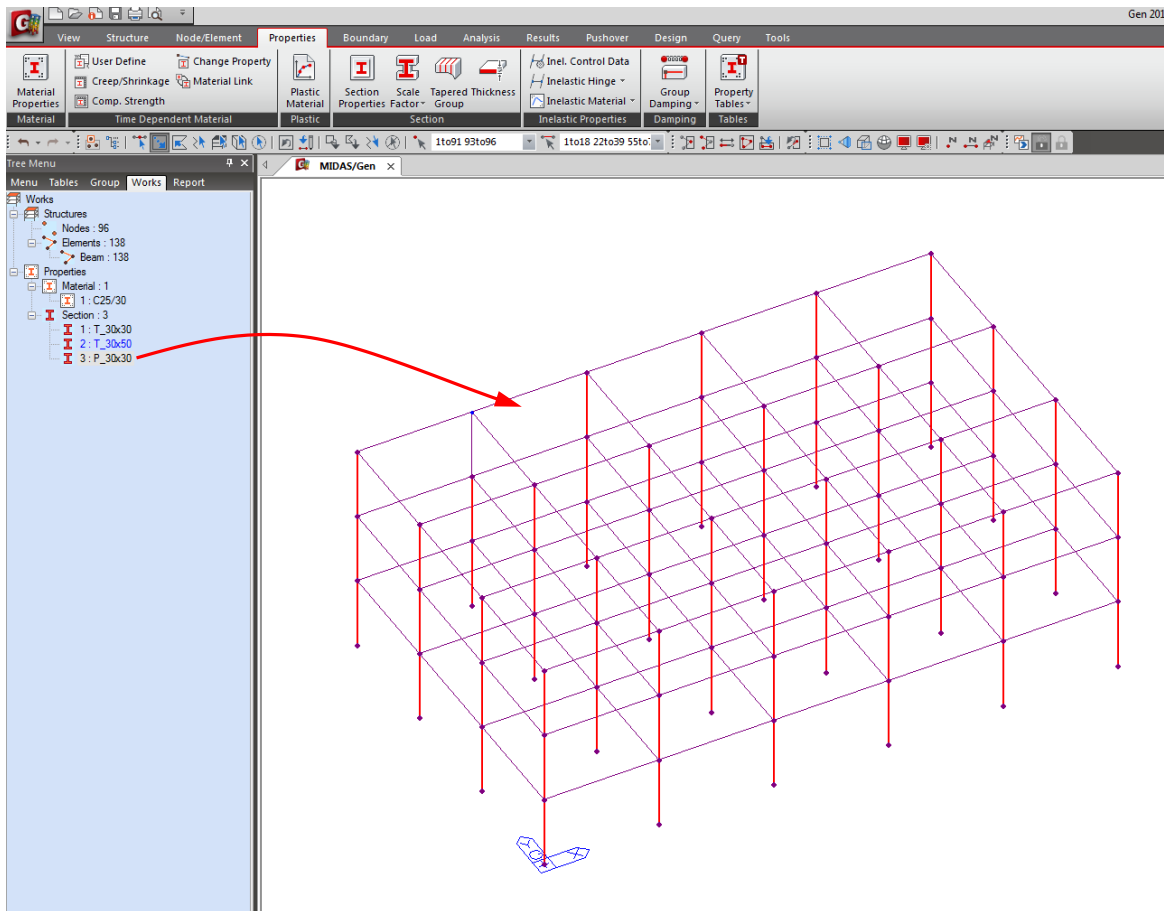 Gen 201
View Structure Node/Element Properties Boundary Load Analysis Results Pushover Design Query Tools
Material Properties
User Define
Change Property
Creep/Shrinkage
Material Link
Comp. Strength
Plastic Material
Section Properties
Scale Factor
Tapered Group
Thickness
Inel. Control Data
Inelastic Hinge
Inelastic Material
Group Damping
Property Tables
Material Time Dependent Material Plastic Section Inelastic Properties Damping Tables
1to91 93to96
1to18 22to39 55to
Tree Menu
Menu Tables Group Works Report
MIDAS/Gen
Works
Structures
Nodes : 96
Elements : 138
Beam : 138
Properties
Material : 1
1 : C25/30
Section : 3
1 : T_30x30
2 : T_30x50
3 : P_30x30
Y
X